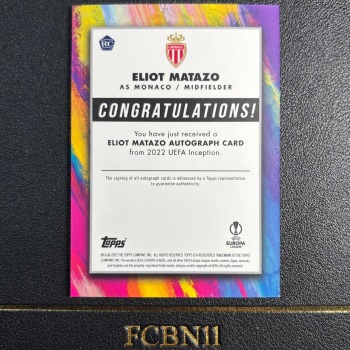 RC
ELIOT MATAZO
AS MONACO / MIDFIELDER
CONGRATULATIONS!
You have just received a
ELIOT MATAZO AUTOGRAPH CARD
from 2022 UEFA Inception.
The signing of all autograph cards is witnessed by a Topps representative
to guarantee authenticity.
Topps
UEFA
EUROPA
LEAGUE
FCBN11